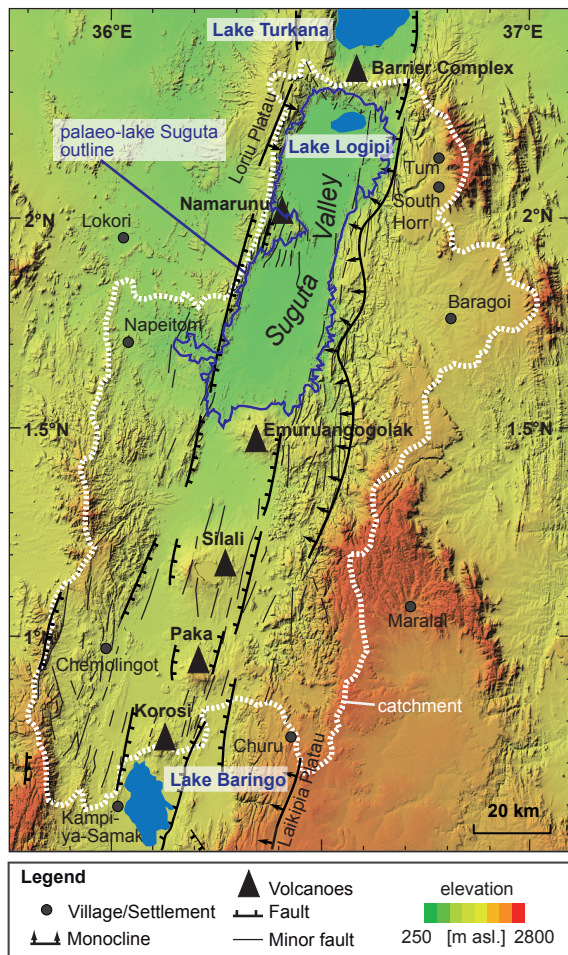 36°E
37°E
Lake Turkana
Barrier Complex
palaeo-lake Suguta
outline
Loriu Platau
Lake Logipi
Tum
South
Horr
Namarunu
2°N
2°N
Lokori
Suguta Valley
Baragoi
Napeitom
1.5°N
1.5°N
Emuruangogolak
Silali
Maralal
1°N
1°N
Paka
Chemolingot
catchment
Korosi
Churu
Lake Baringo
Laikipia Platau
Kampi-
ya-Samak
20 km
Legend
Volcanoes
elevation
Village/Settlement
Fault
Monocline
Minor fault
250 [m asl.] 2800